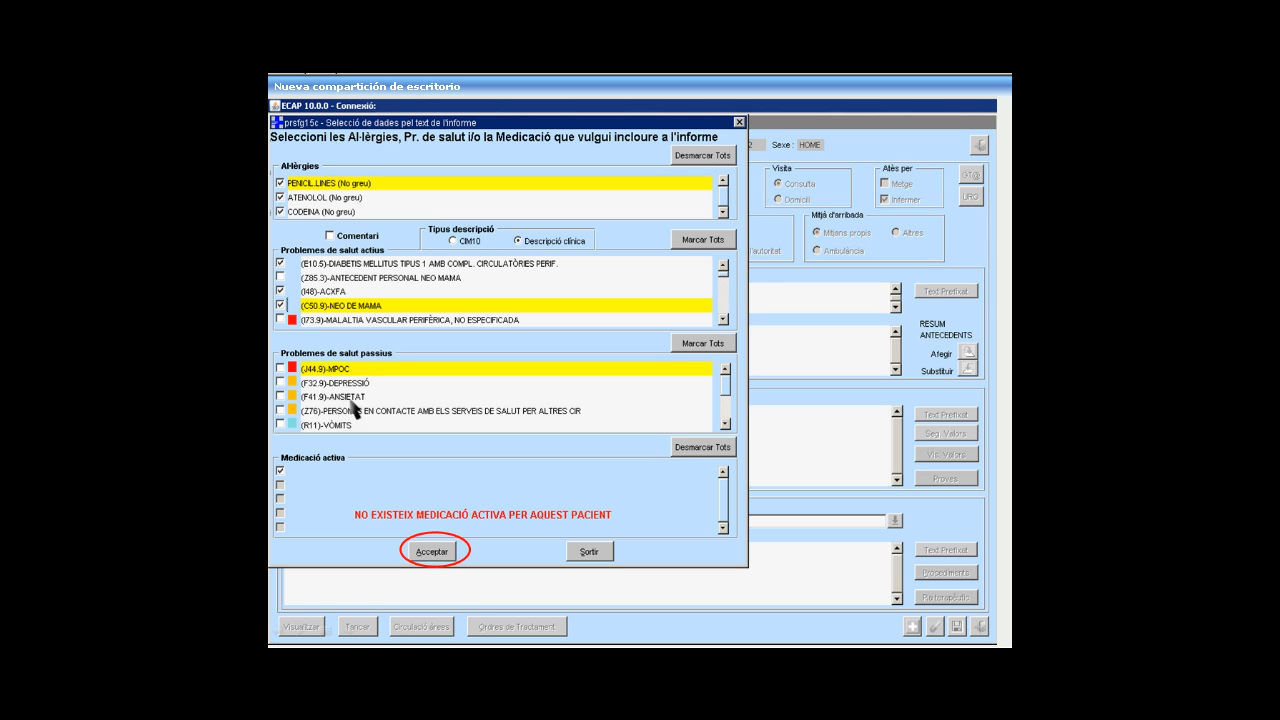 Nueva compartición de escritorio
ECAP 10.0.0 - Connexió:
prsfg15c - Selecció de dades pel text de l'informe
Seleccioni les Al·lèrgies, Pr. de salut i/o la Medicació que vulgui incloure a l'informe
2 Sexe: HOME
Desmarcar Tots
Al·lèrgies
PENICIL.LINES (No greu)
ATENOLOL (No greu)
CODEINA (No greu)
Visita
Consulta
Domicili
Atès per
Metge
Infermer
GT@
URG
Comentari
Tipus descripció
CIM10
Descripció clínica
Marcar Tots
Mitjà d'arribada
Mitjans propis
Altres
Ambulància
l'autoritat
Problemes de salut actius
(E10.5)-DIABETIS MELLITUS TIPUS 1 AMB COMPL. CIRCULATÒRIES PERIF.
(Z85.3)-ANTECEDENT PERSONAL NEO MAMA
(I48)-ACXFA
(C50.9)-NEO DE MAMA
(I73.9)-MALALTIA VASCULAR PERIFÈRICA, NO ESPECIFICADA
Text Prefixat
RESUM
ANTECEDENTS
Afegir
Substituir
Marcar Tots
Problemes de salut passius
(J44.9)-MPOC
(F32.9)-DEPRESSIÓ
(F41.9)-ANSIETAT
(Z76)-PERSONES EN CONTACTE AMB ELS SERVEIS DE SALUT PER ALTRES CIR
(R11)-VÒMITS
Text Prefixat
Seg. Valors
Vis. Valors
Proves
Desmarcar Tots
Medicació activa
NO EXISTEIX MEDICACIÓ ACTIVA PER AQUEST PACIENT
Acceptar
Sortir
Text Prefixat
Procediments
Pla terapèutic
Visualitzar
Tancar
Circulació àrees
Ordres de Tractament